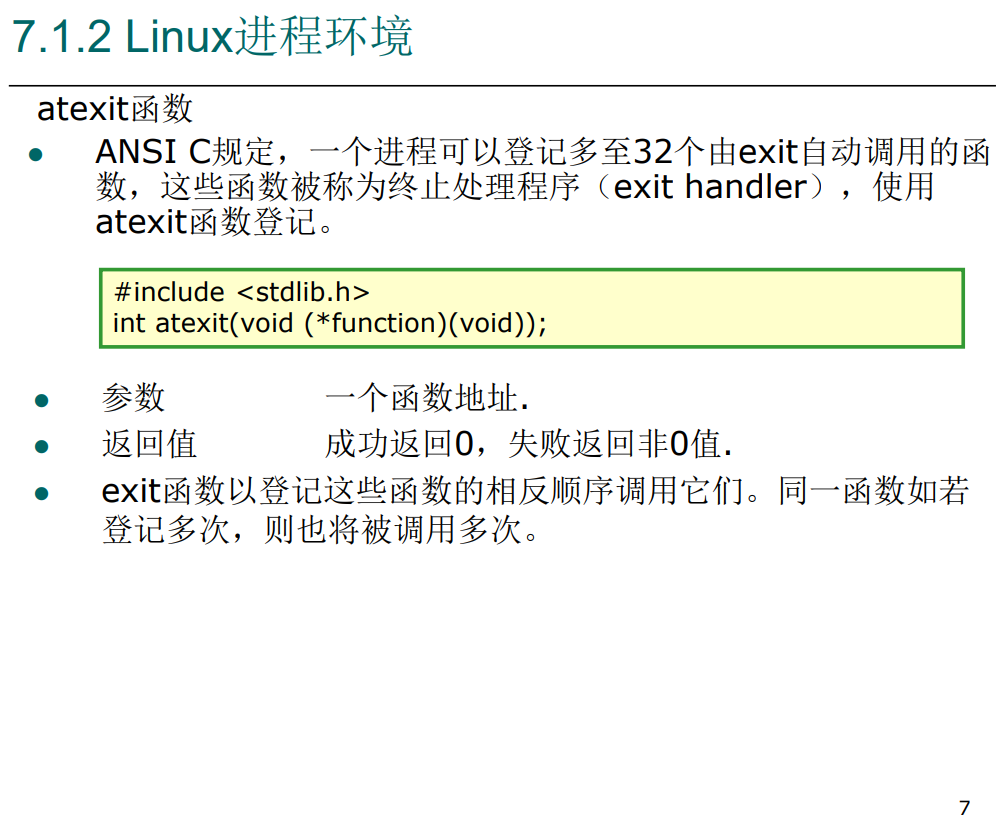 7.1.2 Linux进程环境
atexit函数
ANSI C规定，一个进程可以登记多至32个由exit自动调用的函
数，这些函数被称为终止处理程序（exit handler），使用
atexit函数登记。
#include <stdlib.h>
int atexit(void (*function)(void));
参数 一个函数地址.
返回值 成功返回0，失败返回非0值.
exit函数以登记这些函数的相反顺序调用它们。同一函数如若
登记多次，则也将被调用多次。
7